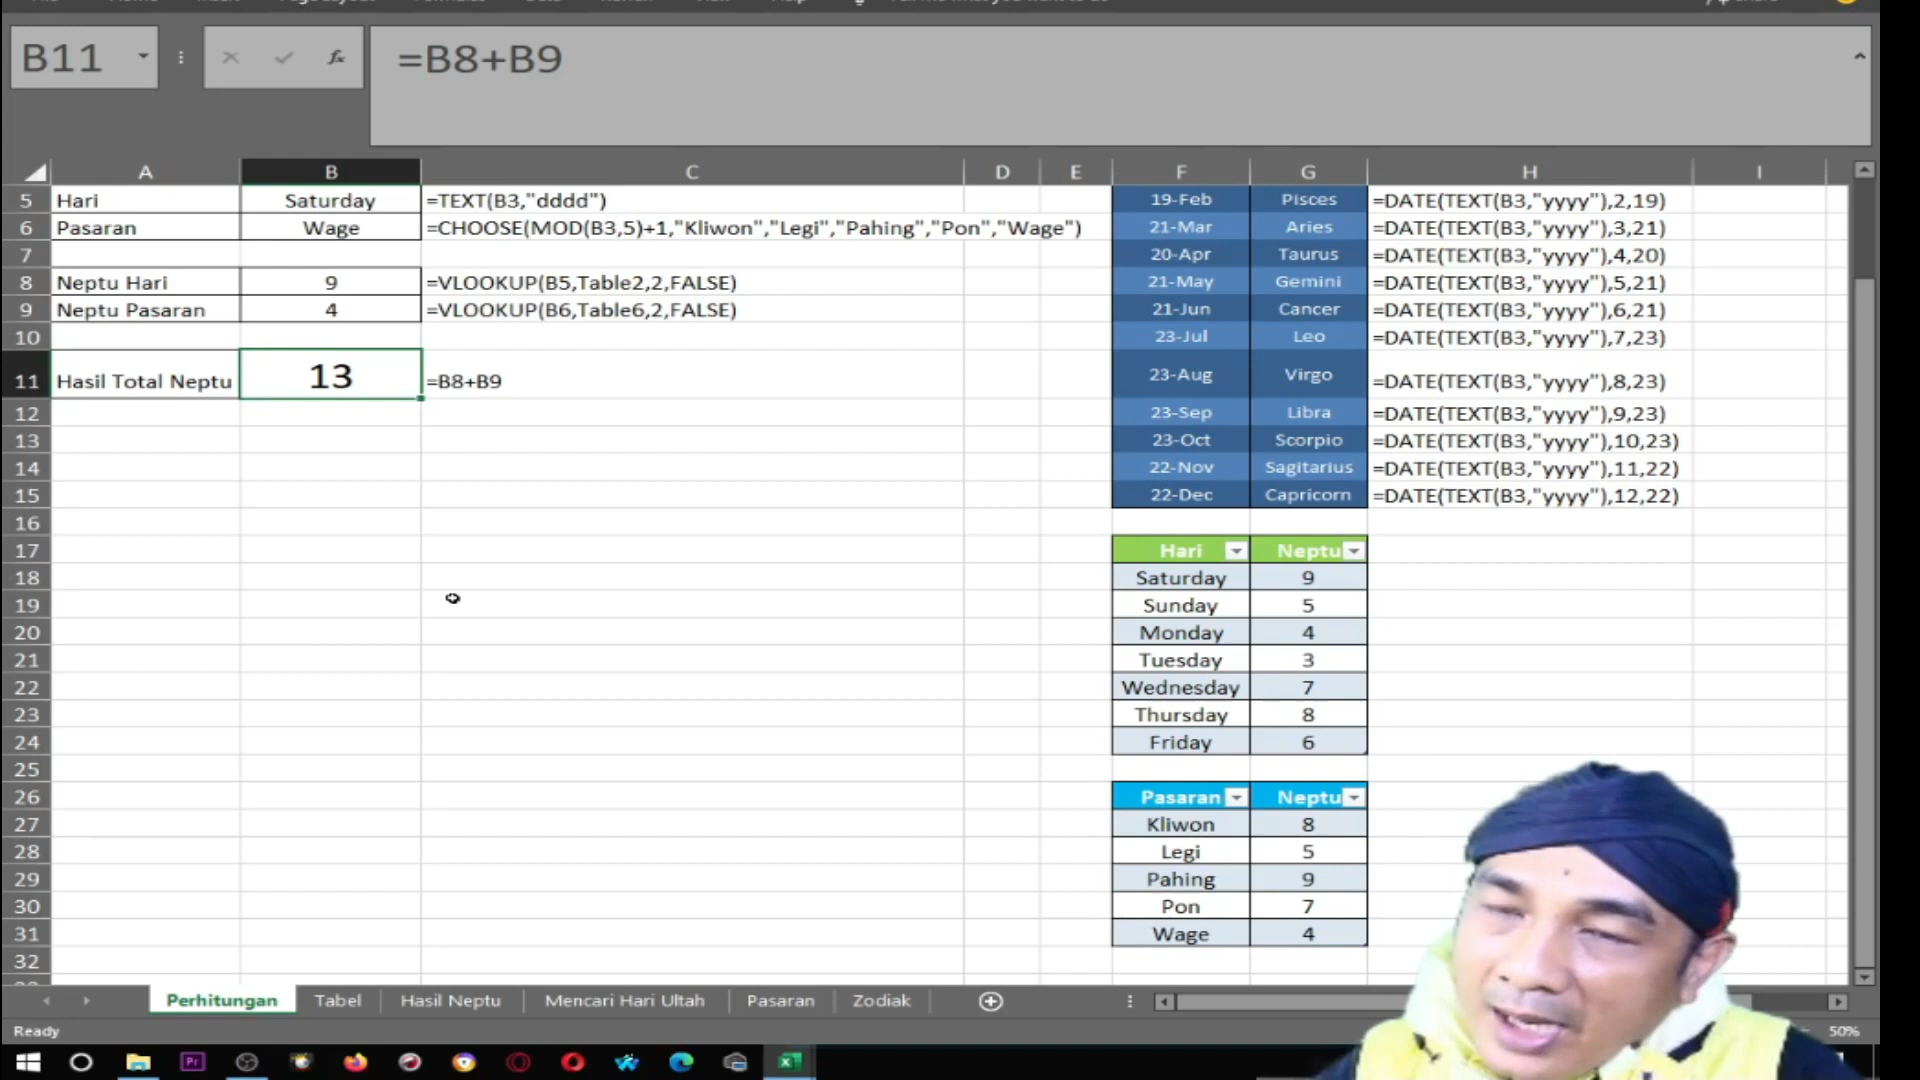 B11
fx
=B8+B9
A B C D E F G H I
5 Hari Saturday =TEXT(B3,"dddd") 19-Feb Pisces =DATE(TEXT(B3,"yyyy"),2,19)
6 Pasaran Wage =CHOOSE(MOD(B3,5)+1,"Kliwon","Legi","Pahing","Pon","Wage") 21-Mar Aries =DATE(TEXT(B3,"yyyy"),3,21)
7 20-Apr Taurus =DATE(TEXT(B3,"yyyy"),4,20)
8 Neptu Hari 9 =VLOOKUP(B5,Table2,2,FALSE) 21-May Gemini =DATE(TEXT(B3,"yyyy"),5,21)
9 Neptu Pasaran 4 =VLOOKUP(B6,Table6,2,FALSE) 21-Jun Cancer =DATE(TEXT(B3,"yyyy"),6,21)
10 23-Jul Leo =DATE(TEXT(B3,"yyyy"),7,23)
11 Hasil Total Neptu 13 =B8+B9 23-Aug Virgo =DATE(TEXT(B3,"yyyy"),8,23)
12 23-Sep Libra =DATE(TEXT(B3,"yyyy"),9,23)
13 23-Oct Scorpio =DATE(TEXT(B3,"yyyy"),10,23)
14 22-Nov Sagitarius =DATE(TEXT(B3,"yyyy"),11,22)
15 22-Dec Capricorn =DATE(TEXT(B3,"yyyy"),12,22)
16
17 Hari Neptu
18 Saturday 9
19 Sunday 5
20 Monday 4
21 Tuesday 3
22 Wednesday 7
23 Thursday 8
24 Friday 6
25
26 Pasaran Neptu
27 Kliwon 8
28 Legi 5
29 Pahing 9
30 Pon 7
31 Wage 4
32
Perhitungan Tabel Hasil Neptu Mencari Hari Ultah Pasaran Zodiak
Ready 50%
Pr